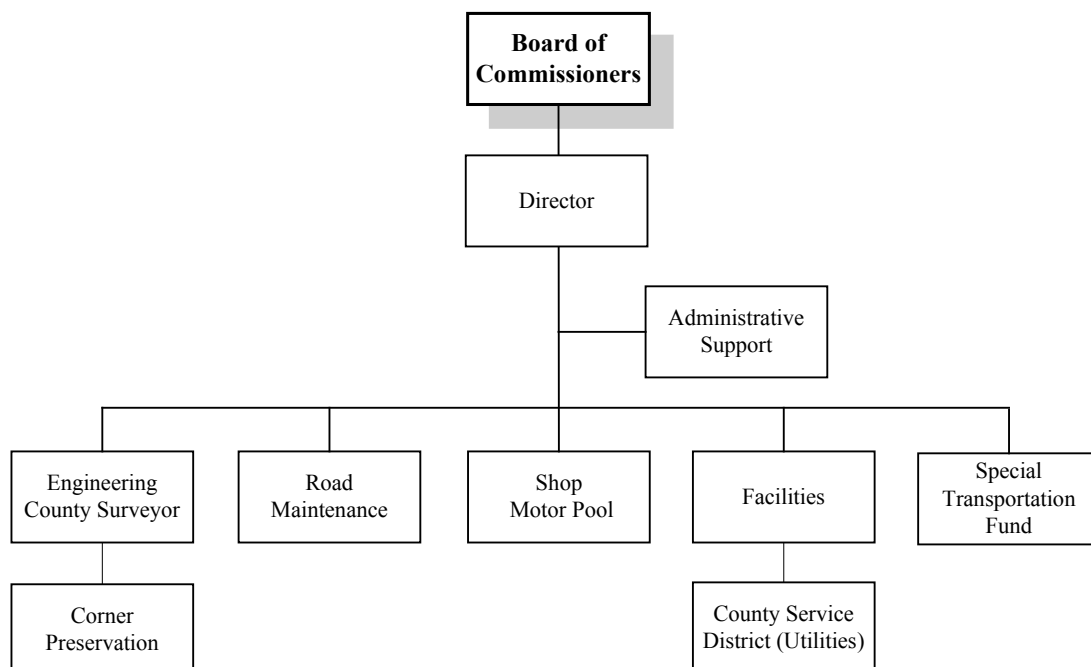 Board of
Commissioners
Director
Administrative
Support
Engineering
County Surveyor
Road
Maintenance
Shop
Motor Pool
Facilities
Special
Transportation
Fund
Corner
Preservation
County Service
District (Utilities)